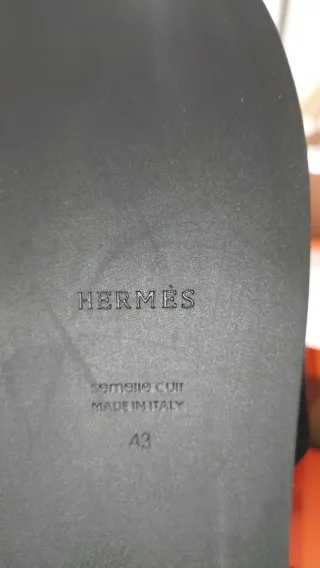 HERMÈS
semelle cuir
MADE IN ITALY
43